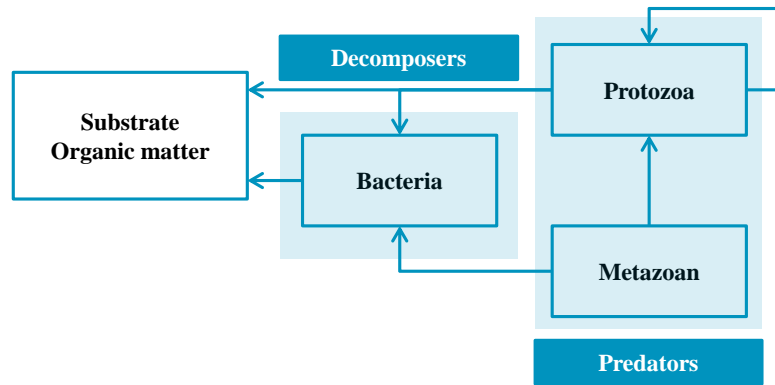 Decomposers
Protozoa
Substrate
Organic matter
Bacteria
Metazoan
Predators